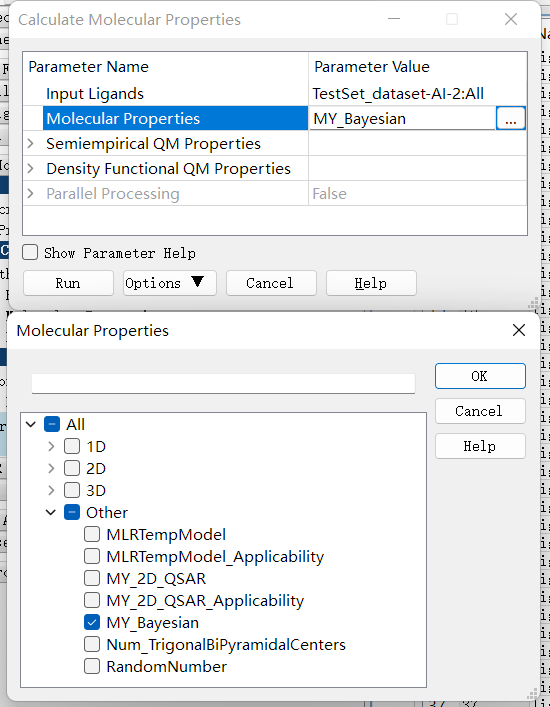 Calculate Molecular Properties
Parameter Name Parameter Value
Input Ligands TestSet_dataset-AI-2:All
Molecular Properties MY_Bayesian ...
Semiempirical QM Properties
Density Functional QM Properties
Parallel Processing False
Show Parameter Help
Run Options Cancel Help
Molecular Properties
OK
Cancel
Help
All
1D
2D
3D
Other
MLRTempModel
MLRTempModel_Applicability
MY_2D_QSAR
MY_2D_QSAR_Applicability
MY_Bayesian
Num_TrigonalBiPyramidalCenters
RandomNumber